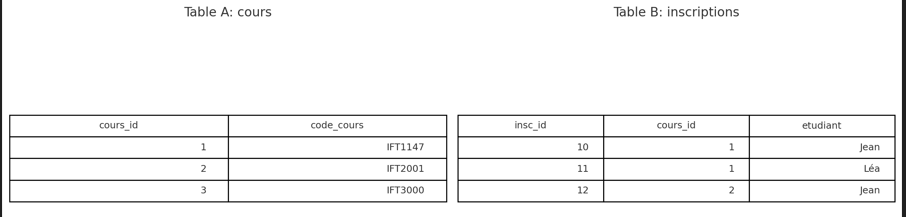 Table A: cours
cours_id code_cours
1 IFT1147
2 IFT2001
3 IFT3000
Table B: inscriptions
insc_id cours_id etudiant
10 1 Jean
11 1 Léa
12 2 Jean